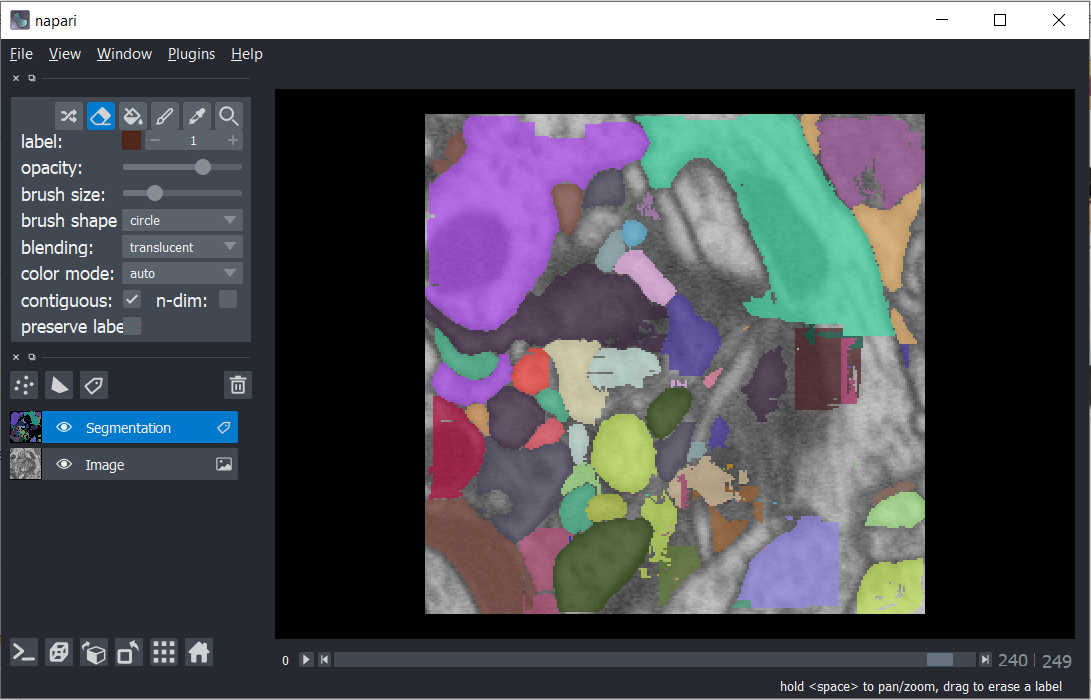 napari
File View Window Plugins Help
label: 1
opacity:
brush size:
brush shape circle
blending: translucent
color mode: auto
contiguous: n-dim:
preserve labe
Segmentation
Image
0 240 249
hold <space> to pan/zoom, drag to erase a label